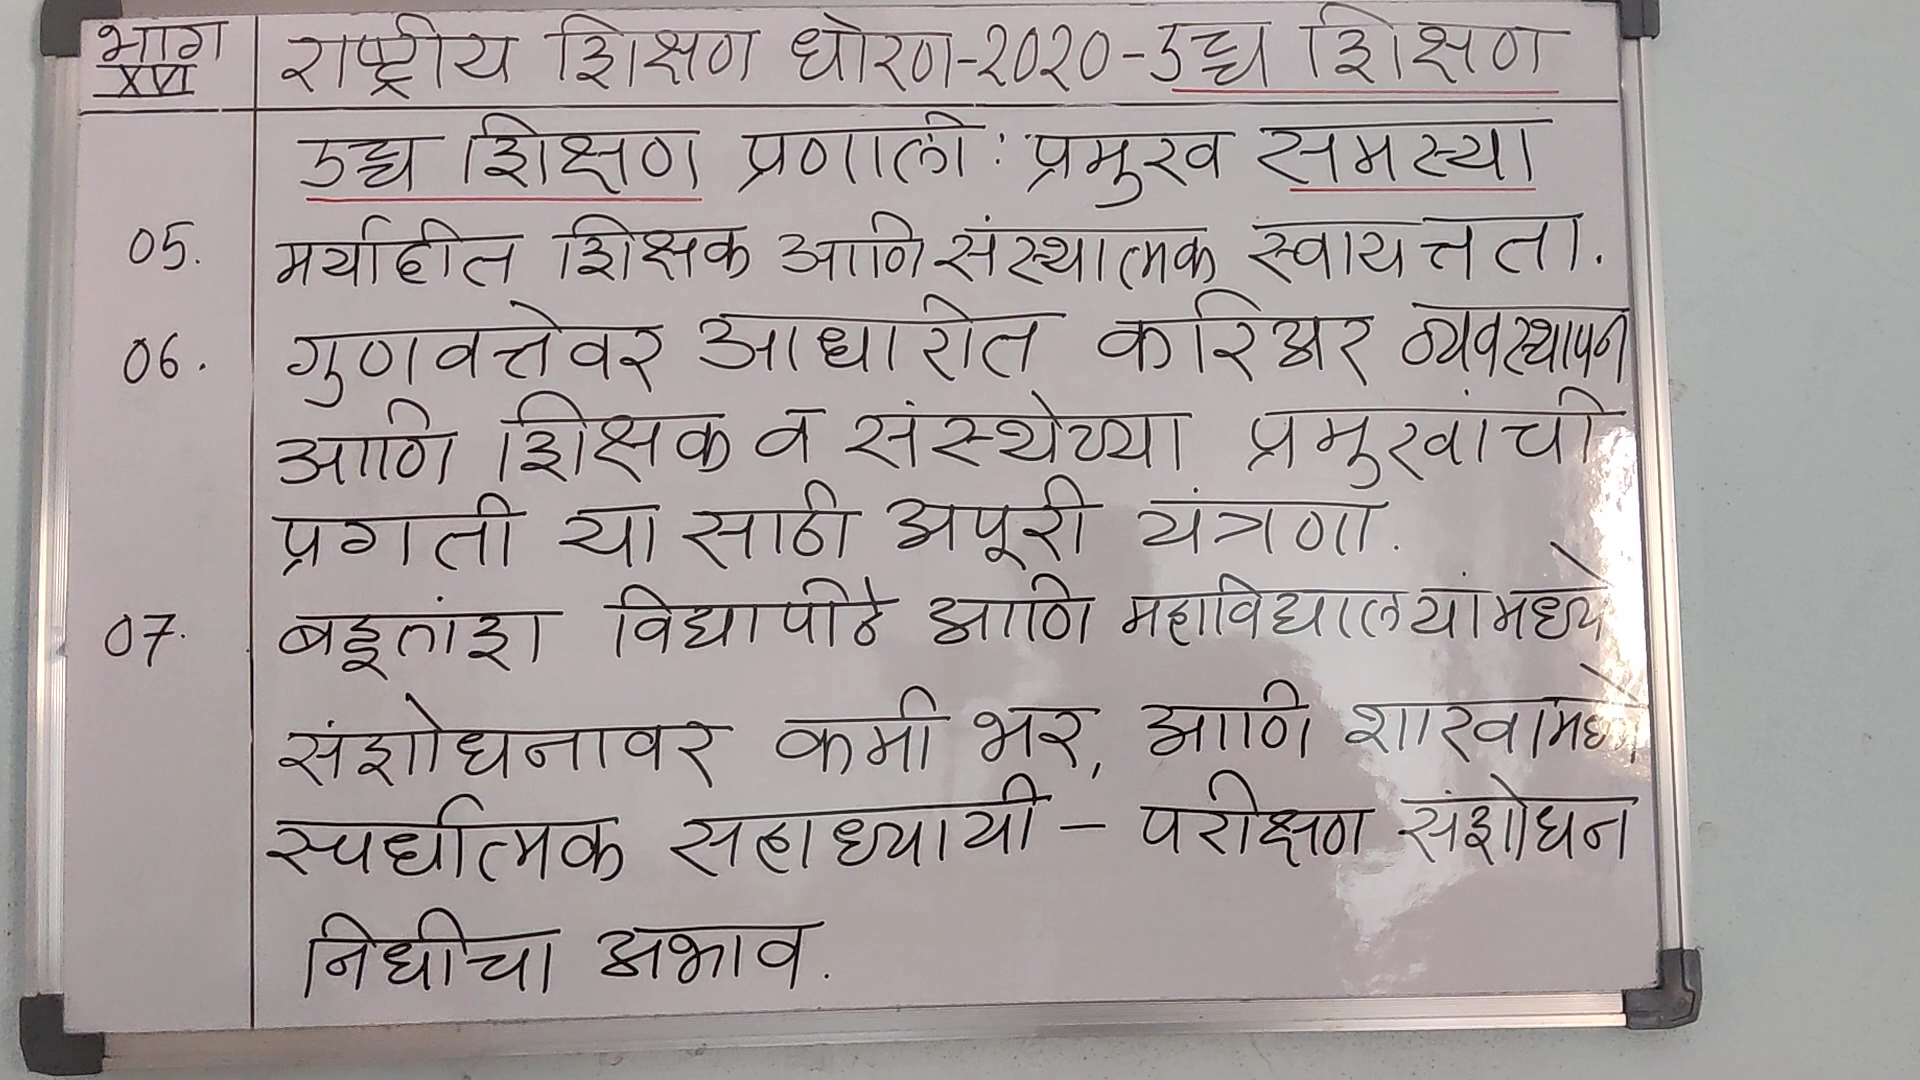 भाग राष्ट्रीय शिक्षण धोरण-२०२०-उच्च शिक्षण
XVI
उच्च शिक्षण प्रणाली: प्रमुख समस्या
05. मर्यादीत शिक्षक आणि संस्थात्मक स्वायत्तता.
06. गुणवत्तेवर आधारीत करिअर व्यवस्थापन
आणि शिक्षक व संस्थेच्या प्रमुखांची
प्रगती या साठी अपूरी यंत्रणा.
07. बहूतांश विद्यापीठे आणि महाविद्यालयांमध्ये
संशोधनावर कमी भर, आणि शाखामध्ये
स्पर्धात्मक सहाध्यायी - परीक्षण संशोधन
निधीचा अभाव.